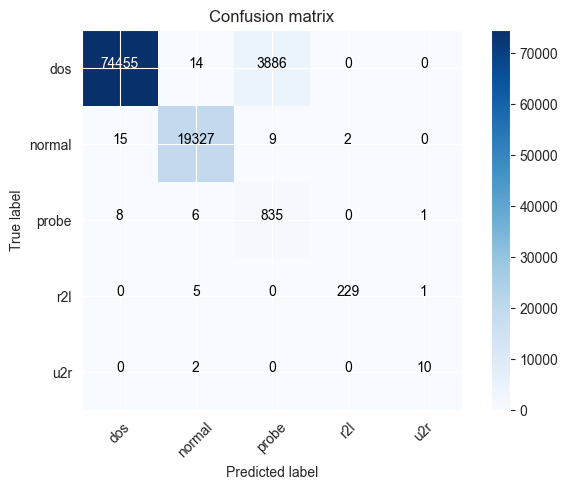 Confusion matrix
dos 74455 14 3886 0 0
normal 15 19327 9 2 0
probe 8 6 835 0 1
r2l 0 5 0 229 1
u2r 0 2 0 0 10
dos normal probe r2l u2r
Predicted label
True label
70000
60000
50000
40000
30000
20000
10000
0